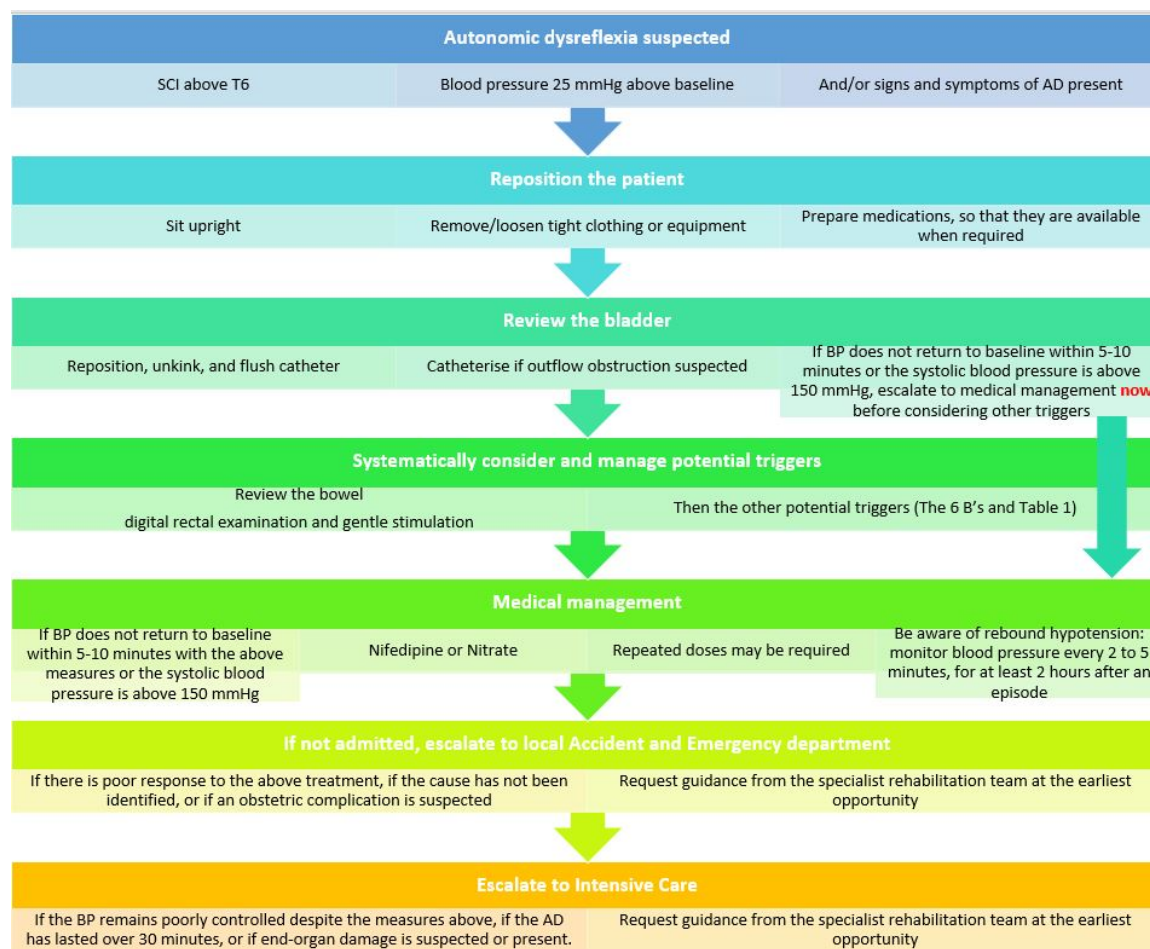 Autonomic dysreflexia suspected
SCI above T6
Blood pressure 25 mmHg above baseline
And/or signs and symptoms of AD present
Reposition the patient
Sit upright
Remove/loosen tight clothing or equipment
Prepare medications, so that they are available
when required
Review the bladder
Reposition, unkink, and flush catheter
Catheterise if outflow obstruction suspected
If BP does not return to baseline within 5-10
minutes or the systolic blood pressure is above
150 mmHg, escalate to medical management now
before considering other triggers
Systematically consider and manage potential triggers
Review the bowel
digital rectal examination and gentle stimulation
Then the other potential triggers (The 6 B's and Table 1)
Medical management
If BP does not return to baseline
within 5-10 minutes with the above
measures or the systolic blood
pressure is above 150 mmHg
Nifedipine or Nitrate
Repeated doses may be required
Be aware of rebound hypotension:
monitor blood pressure every 2 to 5
minutes, for at least 2 hours after an
episode
If not admitted, escalate to local Accident and Emergency department
If there is poor response to the above treatment, if the cause has not been
identified, or if an obstetric complication is suspected
Request guidance from the specialist rehabilitation team at the earliest
opportunity
Escalate to Intensive Care
If the BP remains poorly controlled despite the measures above, if the AD
has lasted over 30 minutes, or if end-organ damage is suspected or present.
Request guidance from the specialist rehabilitation team at the earliest
opportunity